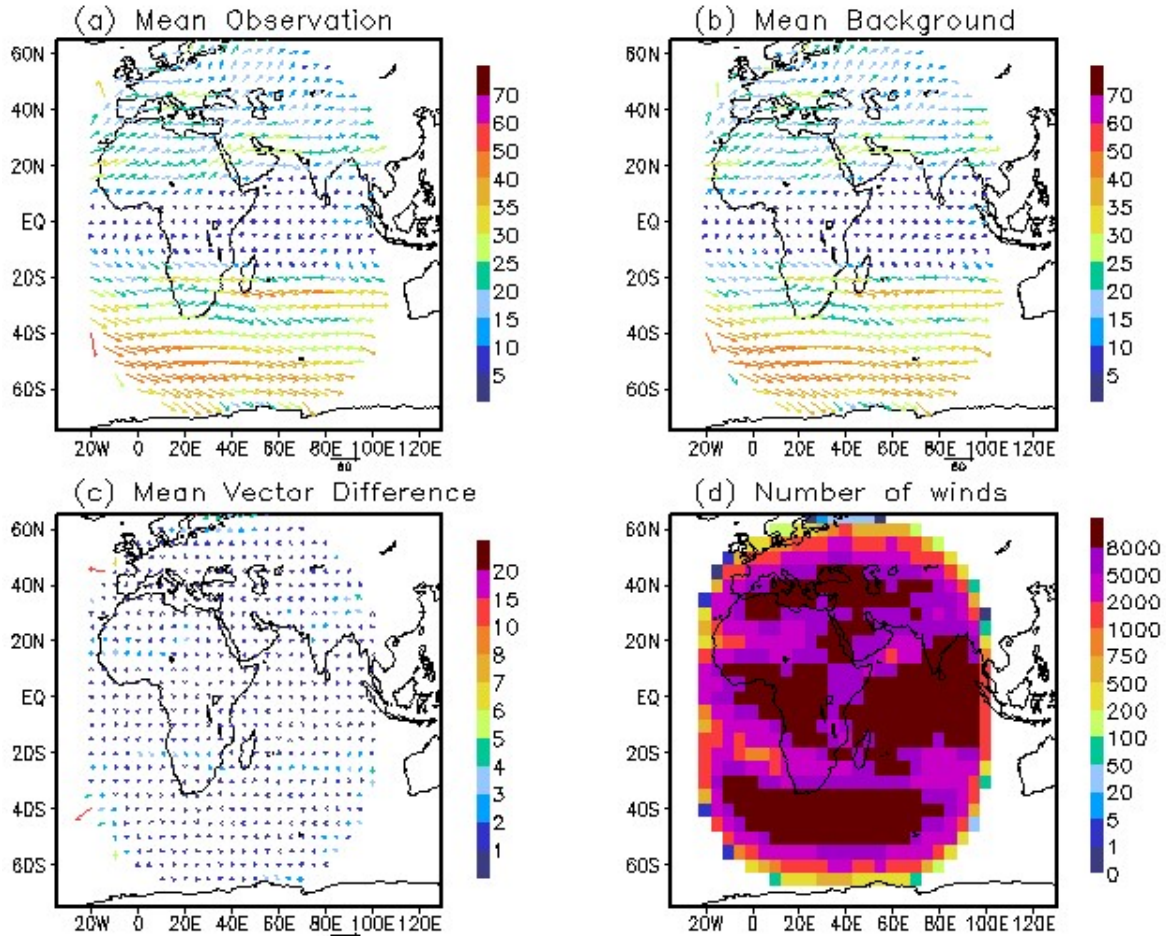 (a) Mean Observation
60N
40N
20N
EQ
20S
40S
60S
20W 0 20E 40E 60E 80E 100E 120E
60
70
60
50
40
35
30
25
20
15
10
5
(b) Mean Background
60N
40N
20N
EQ
20S
40S
60S
20W 0 20E 40E 60E 80E 100E 120E
60
70
60
50
40
35
30
25
20
15
10
5
(c) Mean Vector Difference
60N
40N
20N
EQ
20S
40S
60S
20W 0 20E 40E 60E 80E 100E 120E
20
15
10
8
7
6
5
4
3
2
1
(d) Number of winds
60N
40N
20N
EQ
20S
40S
60S
20W 0 20E 40E 60E 80E 100E 120E
8000
5000
2000
1000
750
500
200
100
50
20
5
1
0